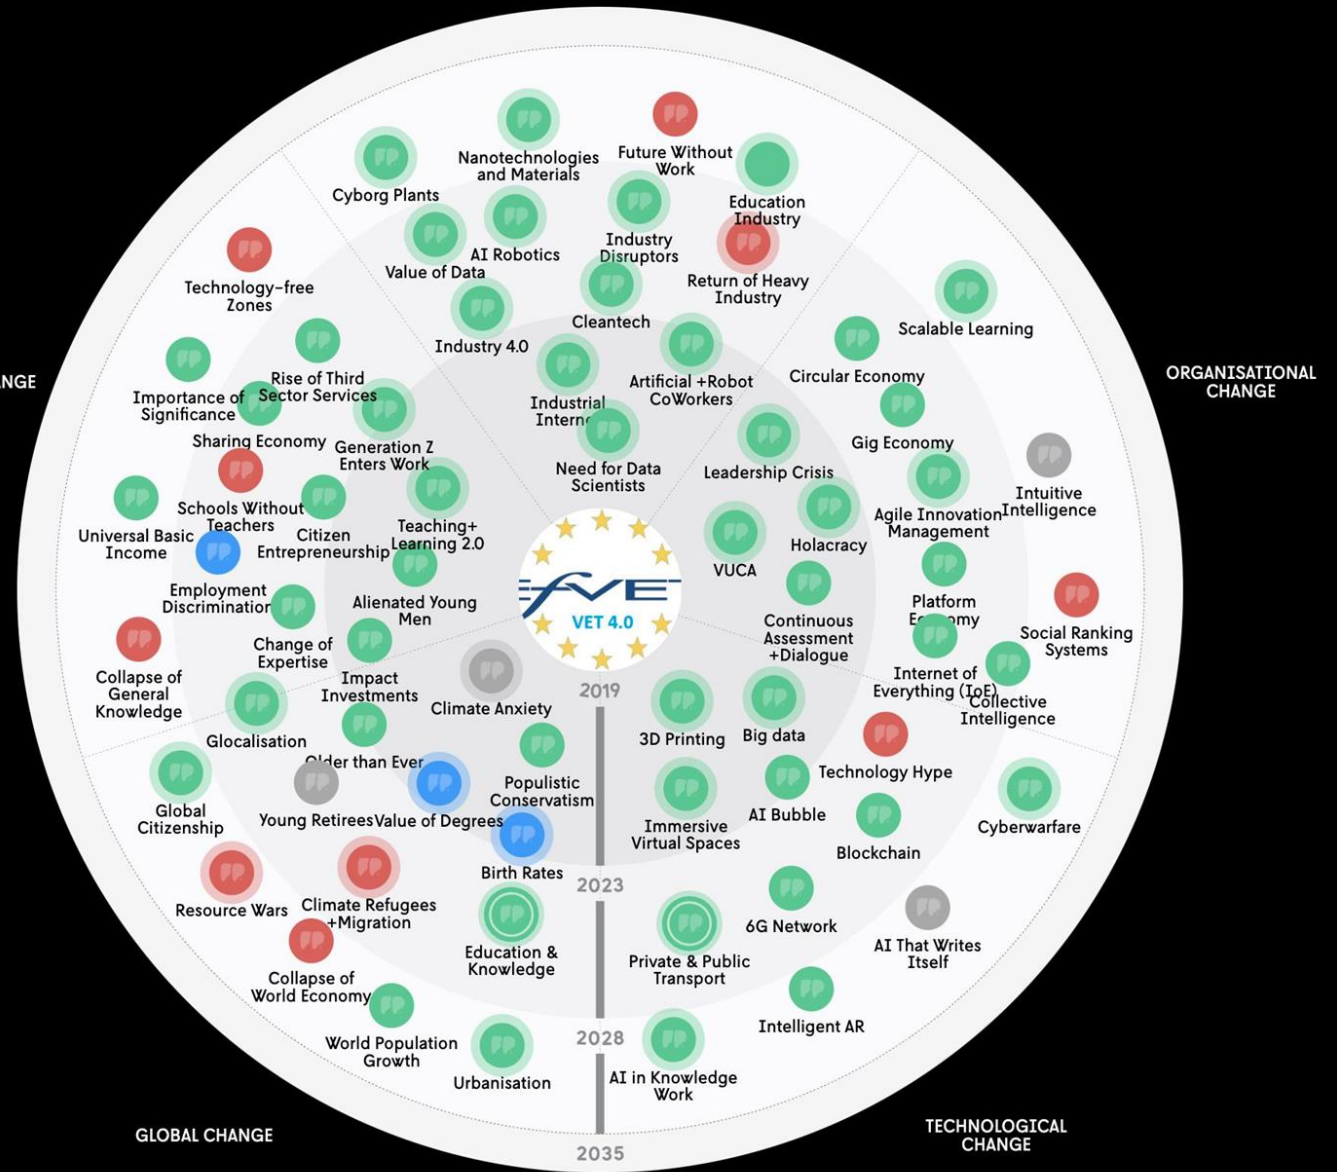 Nanotechnologies
and Materials
Future Without
Work
Cyborg Plants
Education
Industry
Value of Data
AI Robotics
Industry
Disruptors
Return of Heavy
Industry
Technology-free
Zones
Industry 4.0
Cleantech
Scalable Learning
ORGANISATIONAL
CHANGE
NGE
Rise of Third
Sector Services
Importance of
Significance
Sharing Economy
Generation Z
Enters Work
Industrial
Artificial +Robot
CoWorkers
Circular Economy
Gig Economy
Need for Data
Scientists
Leadership Crisis
Schools Without
Teachers
Citizen
Entrepreneurship
Teaching+
Learning 2.0
Universal Basic
Income
Holacracy
VUCA
Agile Innovation
Management
Intuitive
Intelligence
Employment
Discrimination
Alienated Young
Men
VET 4.0
Continuous
Assessment
+Dialogue
Platform
Economy
Social Ranking
Systems
Change of
Expertise
Collapse of
General
Knowledge
Impact
Investments
Climate Anxiety
2019
Internet of
Everything (IoE)
Collective
Intelligence
Glocalisation
Older than Ever
3D Printing
Big data
Technology Hype
Global
Citizenship
Young Retirees
Value of Degrees
Populistic
Conservatism
Immersive
Virtual Spaces
AI Bubble
Blockchain
Cyberwarfare
Birth Rates
2023
Resource Wars
Climate Refugees
+Migration
Education &
Knowledge
Private & Public
Transport
6G Network
AI That Writes
Itself
Collapse of
World Economy
World Population
Growth
Urbanisation
2028
AI in Knowledge
Work
Intelligent AR
GLOBAL CHANGE
TECHNOLOGICAL
CHANGE
2035